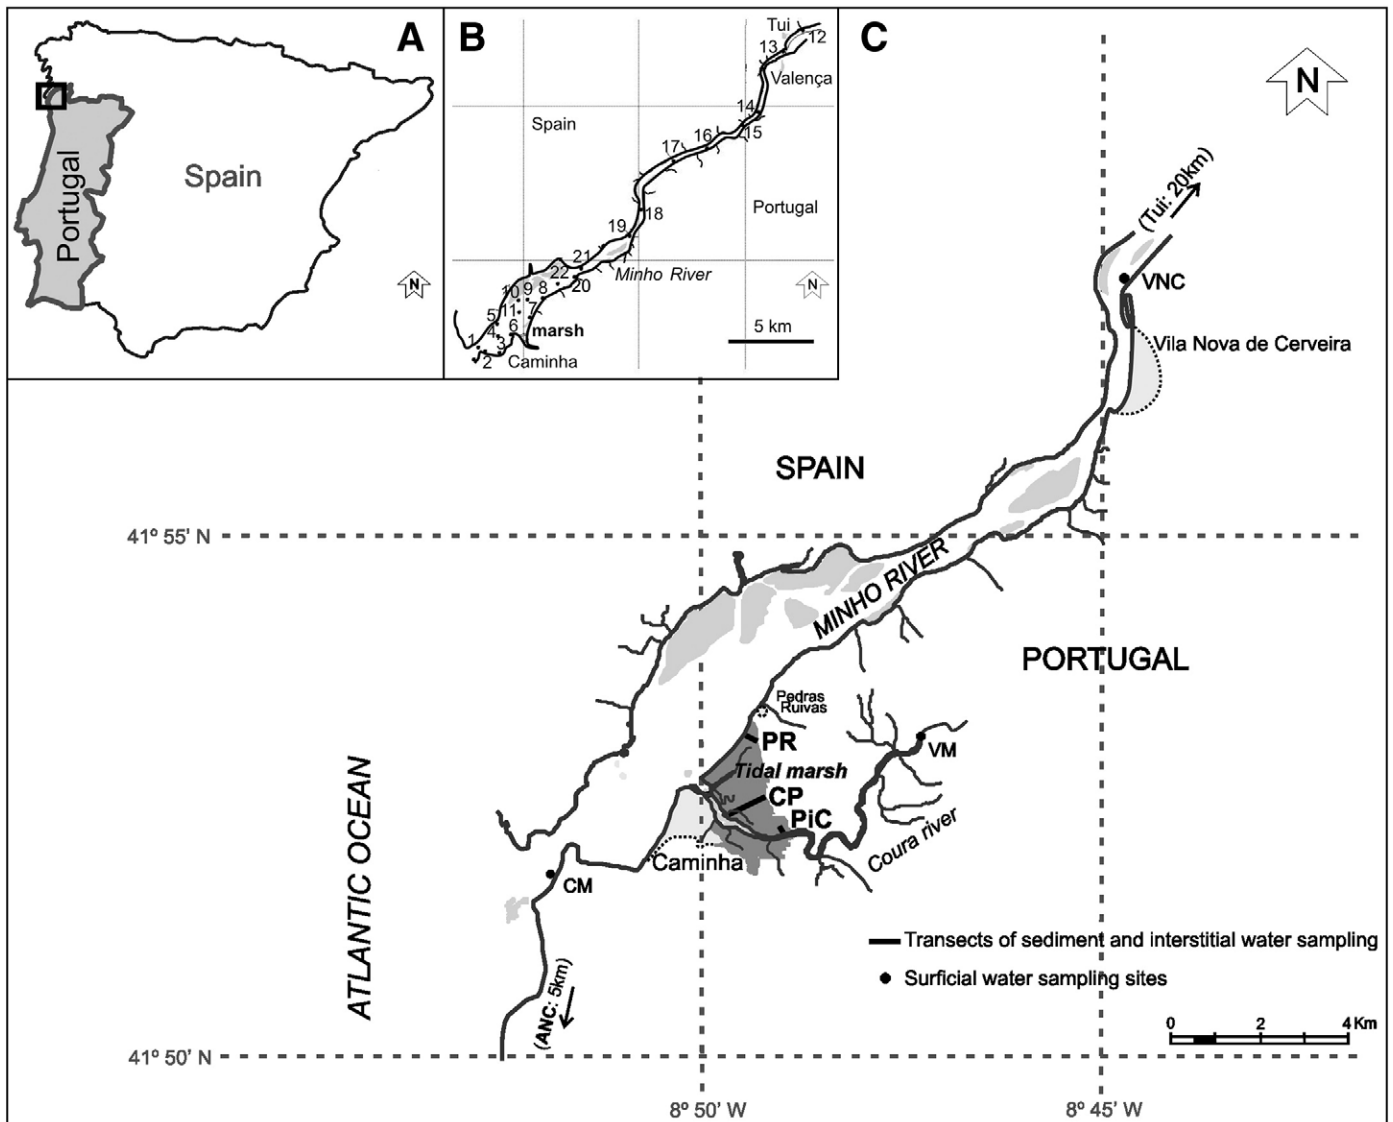 A
Portugal
Spain
N
B
Tui
12
13
Valença
14
15
16
17
Spain
Portugal
18
19
21
22
20
Minho River
10
9
8
11
7
5
4
6
marsh
1
3
2
Caminha
N
5 km
C
N
(Tui: 20km)
VNC
Vila Nova de Cerveira
SPAIN
41º 55' N
MINHO RIVER
PORTUGAL
Pedras
Ruivas
PR
VM
Tidal marsh
CP
PiC
Coura river
Caminha
CM
ATLANTIC OCEAN
(ANC: 5km)
Transects of sediment and interstitial water sampling
Surficial water sampling sites
0 2 4 Km
41º 50' N
8º 50' W
8º 45' W